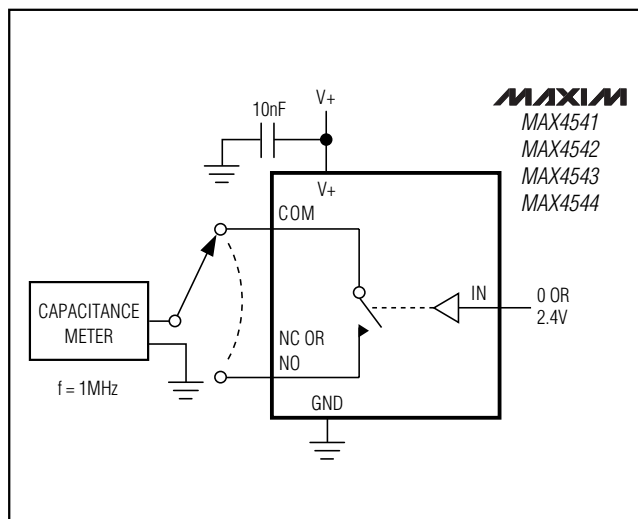 10nF
V+
MAXIM
MAX4541
MAX4542
MAX4543
MAX4544
V+
COM
CAPACITANCE
METER
f = 1MHz
NC OR
NO
IN
0 OR
2.4V
GND